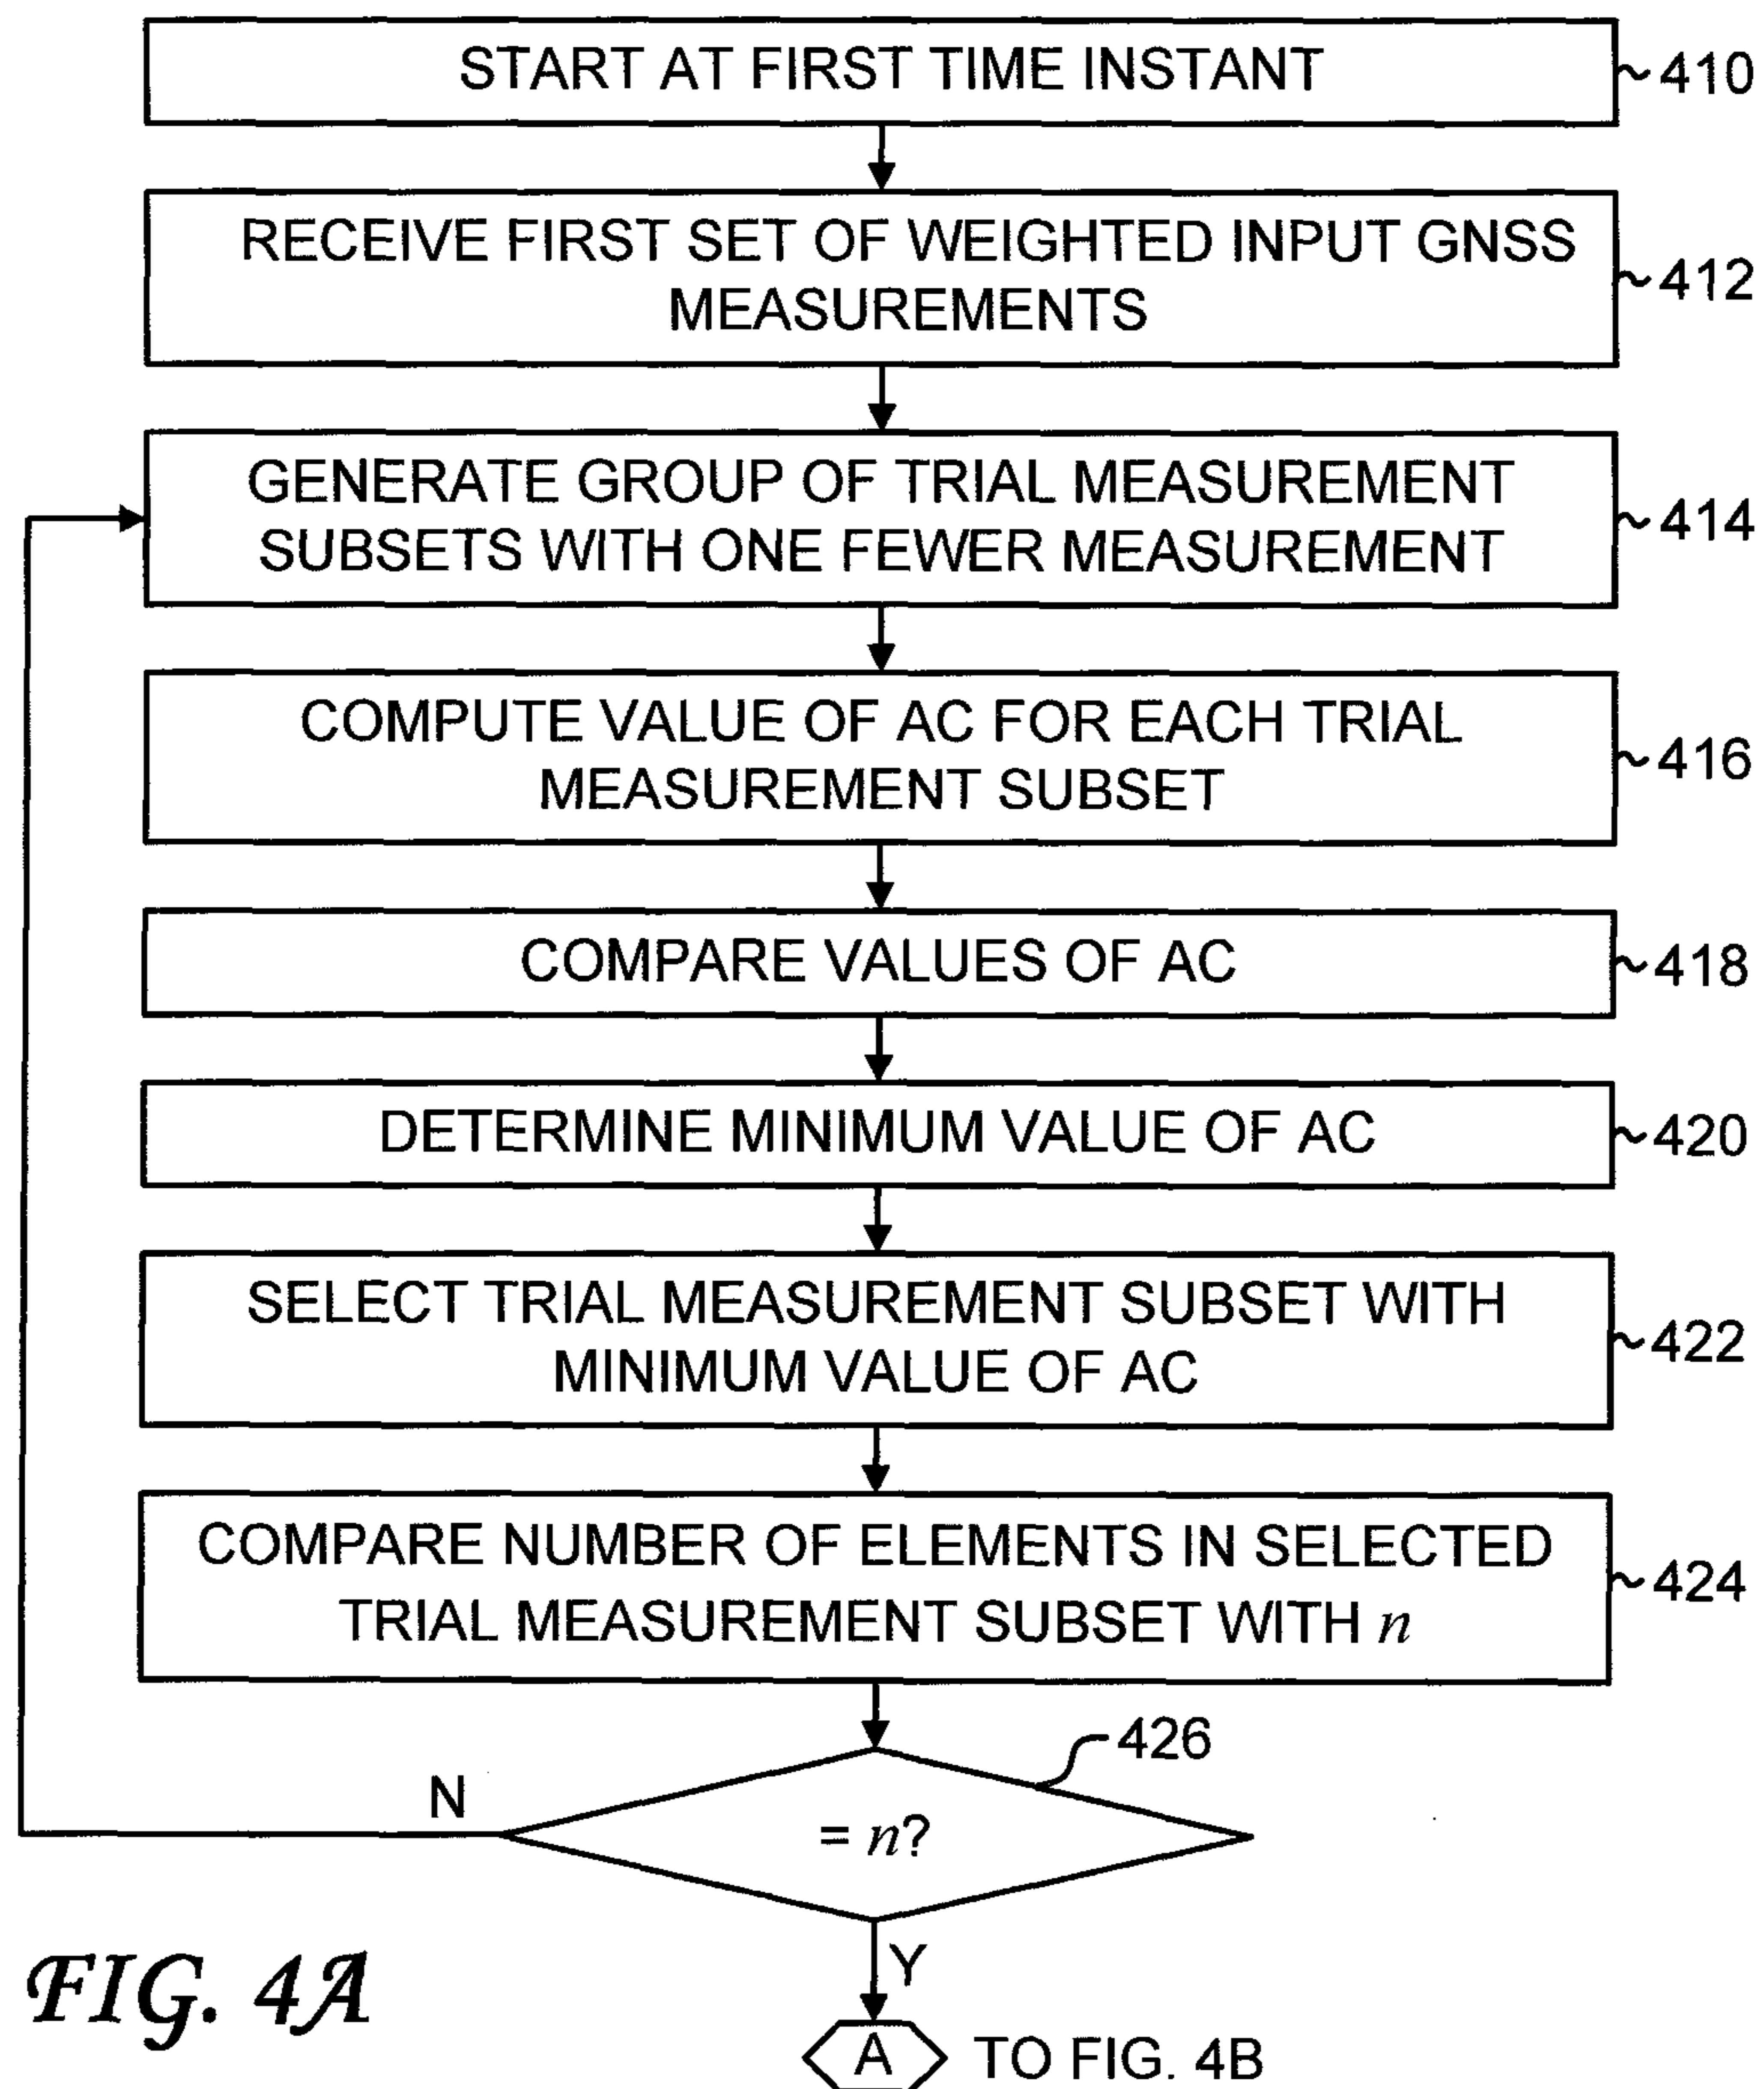 START AT FIRST TIME INSTANT
410
RECEIVE FIRST SET OF WEIGHTED INPUT GNSS
MEASUREMENTS
412
GENERATE GROUP OF TRIAL MEASUREMENT
SUBSETS WITH ONE FEWER MEASUREMENT
414
COMPUTE VALUE OF AC FOR EACH TRIAL
MEASUREMENT SUBSET
416
COMPARE VALUES OF AC
418
DETERMINE MINIMUM VALUE OF AC
420
SELECT TRIAL MEASUREMENT SUBSET WITH
MINIMUM VALUE OF AC
422
COMPARE NUMBER OF ELEMENTS IN SELECTED
TRIAL MEASUREMENT SUBSET WITH n
424
426
N
= n?
Y
FIG. 4A
A
TO FIG. 4B